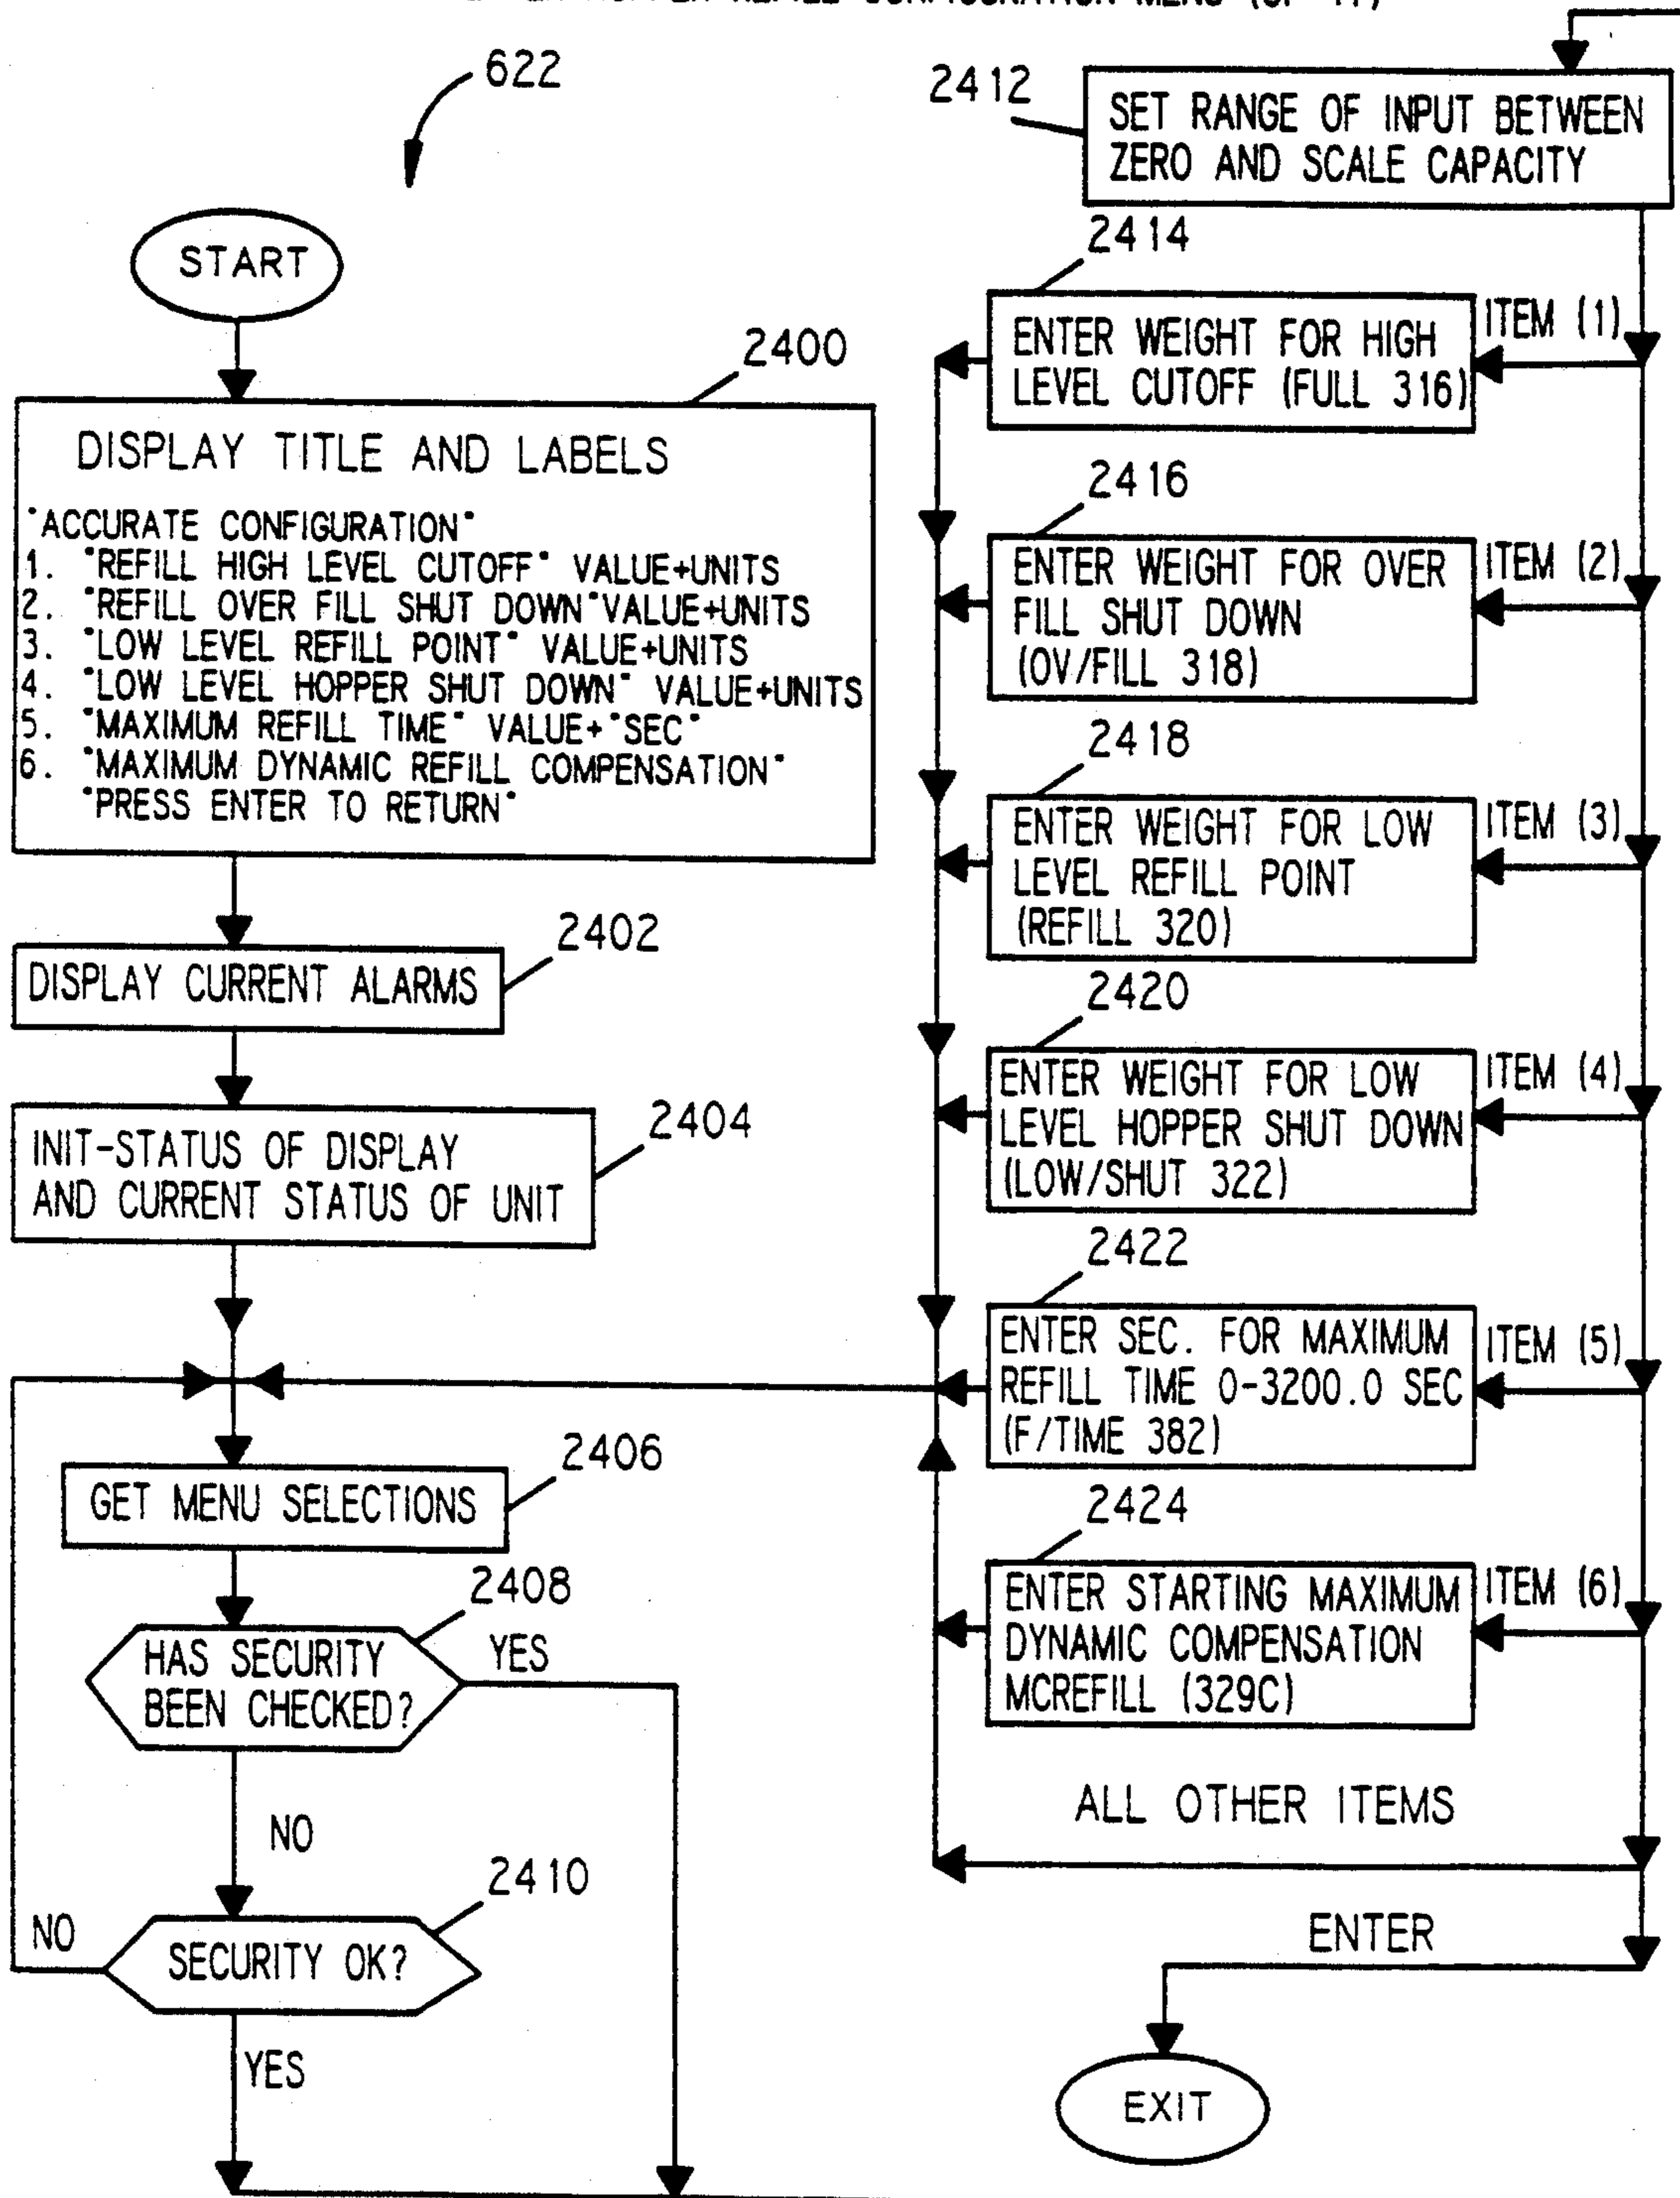 HOPPER REFILL CONFIGURATION MENU (OP 11)
622
START
2400
DISPLAY TITLE AND LABELS
"ACCURATE CONFIGURATION"
1. "REFILL HIGH LEVEL CUTOFF" VALUE+UNITS
2. "REFILL OVER FILL SHUT DOWN"VALUE+UNITS
3. "LOW LEVEL REFILL POINT" VALUE+UNITS
4. "LOW LEVEL HOPPER SHUT DOWN" VALUE+UNITS
5. "MAXIMUM REFILL TIME" VALUE+"SEC"
6. "MAXIMUM DYNAMIC REFILL COMPENSATION"
"PRESS ENTER TO RETURN"
2402
DISPLAY CURRENT ALARMS
2404
INIT-STATUS OF DISPLAY
AND CURRENT STATUS OF UNIT
2406
GET MENU SELECTIONS
2408
HAS SECURITY
BEEN CHECKED?
YES
NO
2410
SECURITY OK?
NO
YES
2412
SET RANGE OF INPUT BETWEEN
ZERO AND SCALE CAPACITY
2414
ITEM (1)
ENTER WEIGHT FOR HIGH
LEVEL CUTOFF (FULL 316)
2416
ITEM (2)
ENTER WEIGHT FOR OVER
FILL SHUT DOWN
(OV/FILL 318)
2418
ITEM (3)
ENTER WEIGHT FOR LOW
LEVEL REFILL POINT
(REFILL 320)
2420
ITEM (4)
ENTER WEIGHT FOR LOW
LEVEL HOPPER SHUT DOWN
(LOW/SHUT 322)
2422
ITEM (5)
ENTER SEC. FOR MAXIMUM
REFILL TIME 0-3200.0 SEC
(F/TIME 382)
2424
ITEM (6)
ENTER STARTING MAXIMUM
DYNAMIC COMPENSATION
MCREFILL (329C)
ALL OTHER ITEMS
ENTER
EXIT